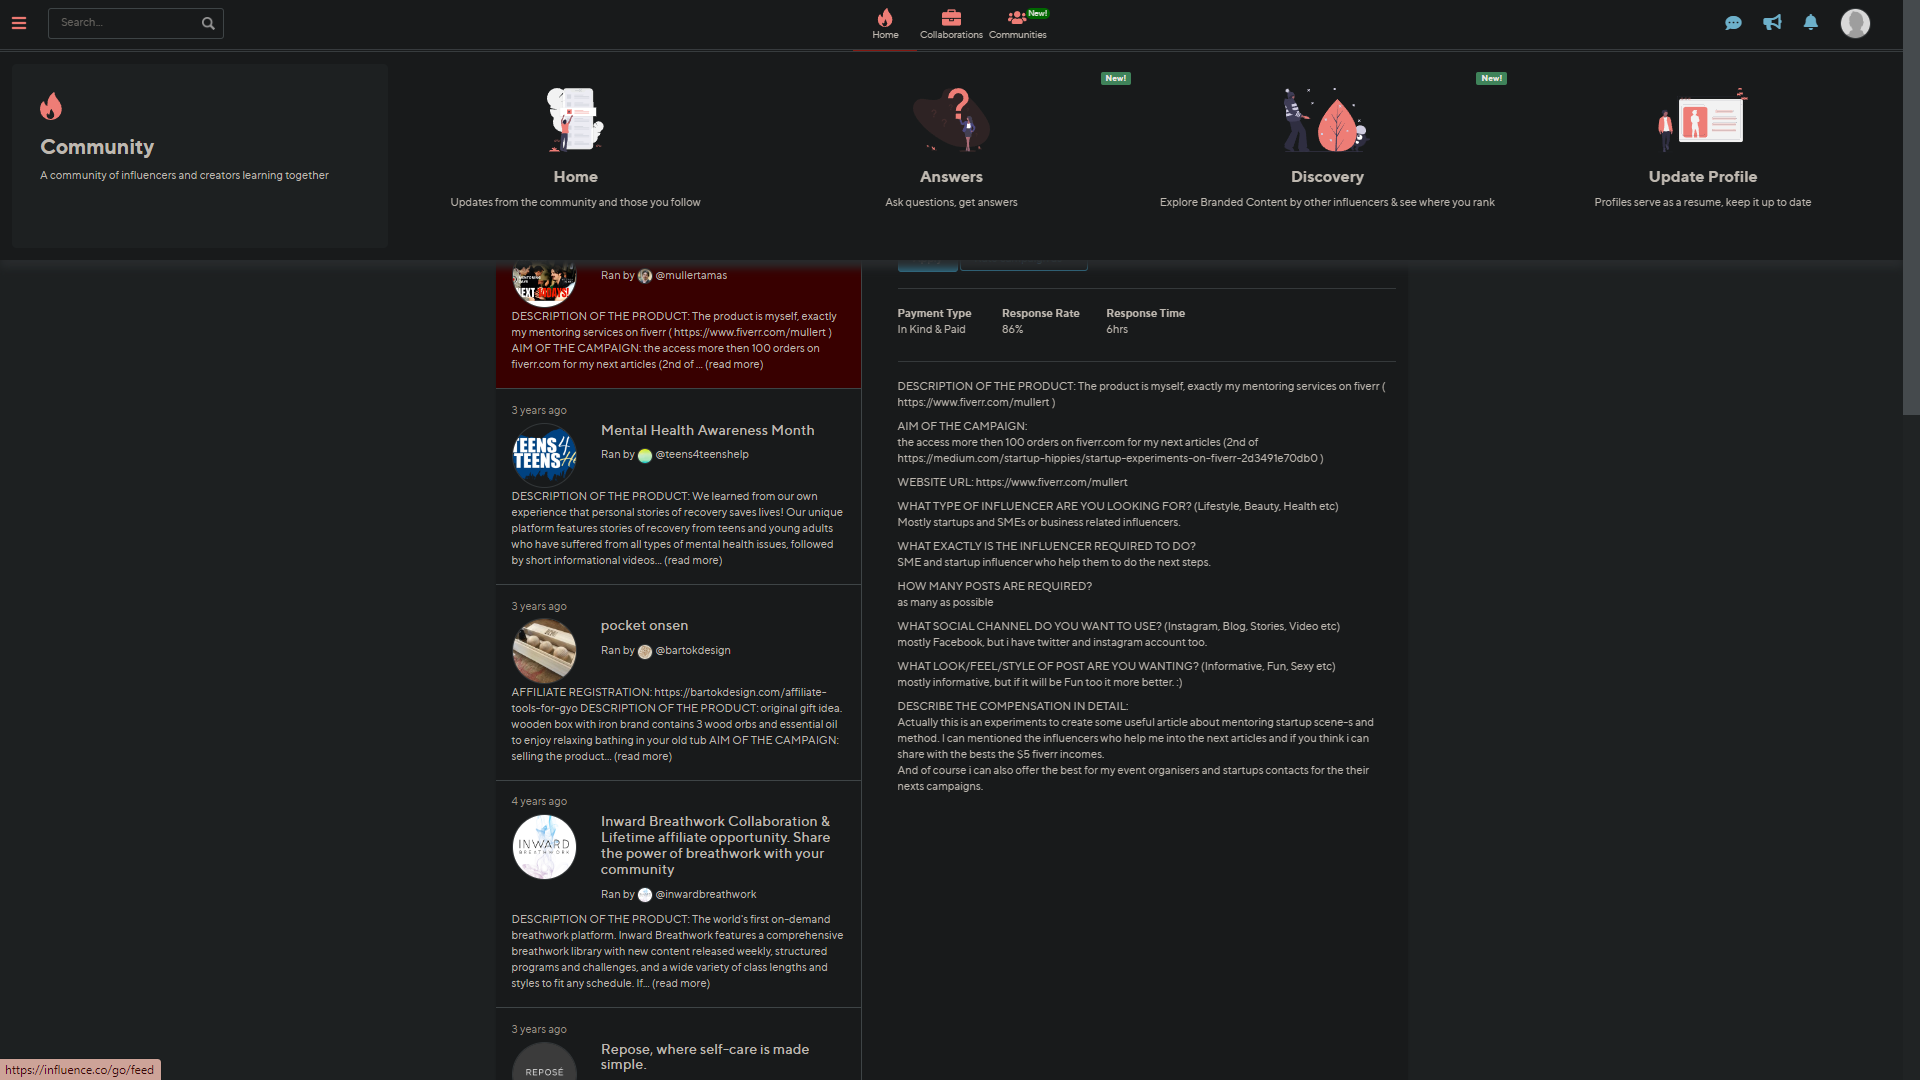 Search...
Home
Collaborations
Communities
New!
Community
A community of influencers and creators learning together
Home
Updates from the community and those you follow
New!
Answers
Ask questions, get answers
New!
Discovery
Explore Branded Content by other influencers & see where you rank
Update Profile
Profiles serve as a resume, keep it up to date
Ran by @mullertamas
DESCRIPTION OF THE PRODUCT: The product is myself, exactly
my mentoring services on fiverr ( https://www.fiverr.com/mullert )
AIM OF THE CAMPAIGN: the access more then 100 orders on
fiverr.com for my next articles (2nd of ... (read more)
3 years ago
TEENS 4
TEENS
Mental Health Awareness Month
Ran by @teens4teenshelp
DESCRIPTION OF THE PRODUCT: We learned from our own
experience that personal stories of recovery saves lives! Our unique
platform features stories of recovery from teens and young adults
who have suffered from all types of mental health issues, followed
by short informational videos... (read more)
3 years ago
pocket onsen
Ran by @bartokdesign
AFFILIATE REGISTRATION: https://bartokdesign.com/affiliate-
tools-for-gyo DESCRIPTION OF THE PRODUCT: original gift idea.
wooden box with iron brand contains 3 wood orbs and essential oil
to enjoy relaxing bathing in your old tub AIM OF THE CAMPAIGN:
selling the product... (read more)
4 years ago
INWARD
BREATHWORK
Inward Breathwork Collaboration &
Lifetime affiliate opportunity. Share
the power of breathwork with your
community
Ran by @inwardbreathwork
DESCRIPTION OF THE PRODUCT: The world's first on-demand
breathwork platform. Inward Breathwork features a comprehensive
breathwork library with new content released weekly, structured
programs and challenges, and a wide variety of class lengths and
styles to fit any schedule. If... (read more)
3 years ago
REPOSÉ
Repose, where self-care is made
simple.
Payment Type
In Kind & Paid
Response Rate
86%
Response Time
6hrs
DESCRIPTION OF THE PRODUCT: The product is myself, exactly my mentoring services on fiverr (
https://www.fiverr.com/mullert )
AIM OF THE CAMPAIGN:
the access more then 100 orders on fiverr.com for my next articles (2nd of
https://medium.com/startup-hippies/startup-experiments-on-fiverr-2d3491e70db0 )
WEBSITE URL: https://www.fiverr.com/mullert
WHAT TYPE OF INFLUENCER ARE YOU LOOKING FOR? (Lifestyle, Beauty, Health etc)
Mostly startups and SMEs or business related influencers.
WHAT EXACTLY IS THE INFLUENCER REQUIRED TO DO?
SME and startup influencer who help them to do the next steps.
HOW MANY POSTS ARE REQUIRED?
as many as possible
WHAT SOCIAL CHANNEL DO YOU WANT TO USE? (Instagram, Blog, Stories, Video etc)
mostly Facebook, but i have twitter and instagram account too.
WHAT LOOK/FEEL/STYLE OF POST ARE YOU WANTING? (Informative, Fun, Sexy etc)
mostly informative, but if it will be Fun too it more better. :)
DESCRIBE THE COMPENSATION IN DETAIL:
Actually this is an experiments to create some useful article about mentoring startup scene-s and
method. I can mentioned the influencers who help me into the next articles and if you think i can
share with the bests the $5 fiverr incomes.
And of course i can also offer the best for my event organisers and startups contacts for the their
nexts campaigns.
https://influence.co/go/feed